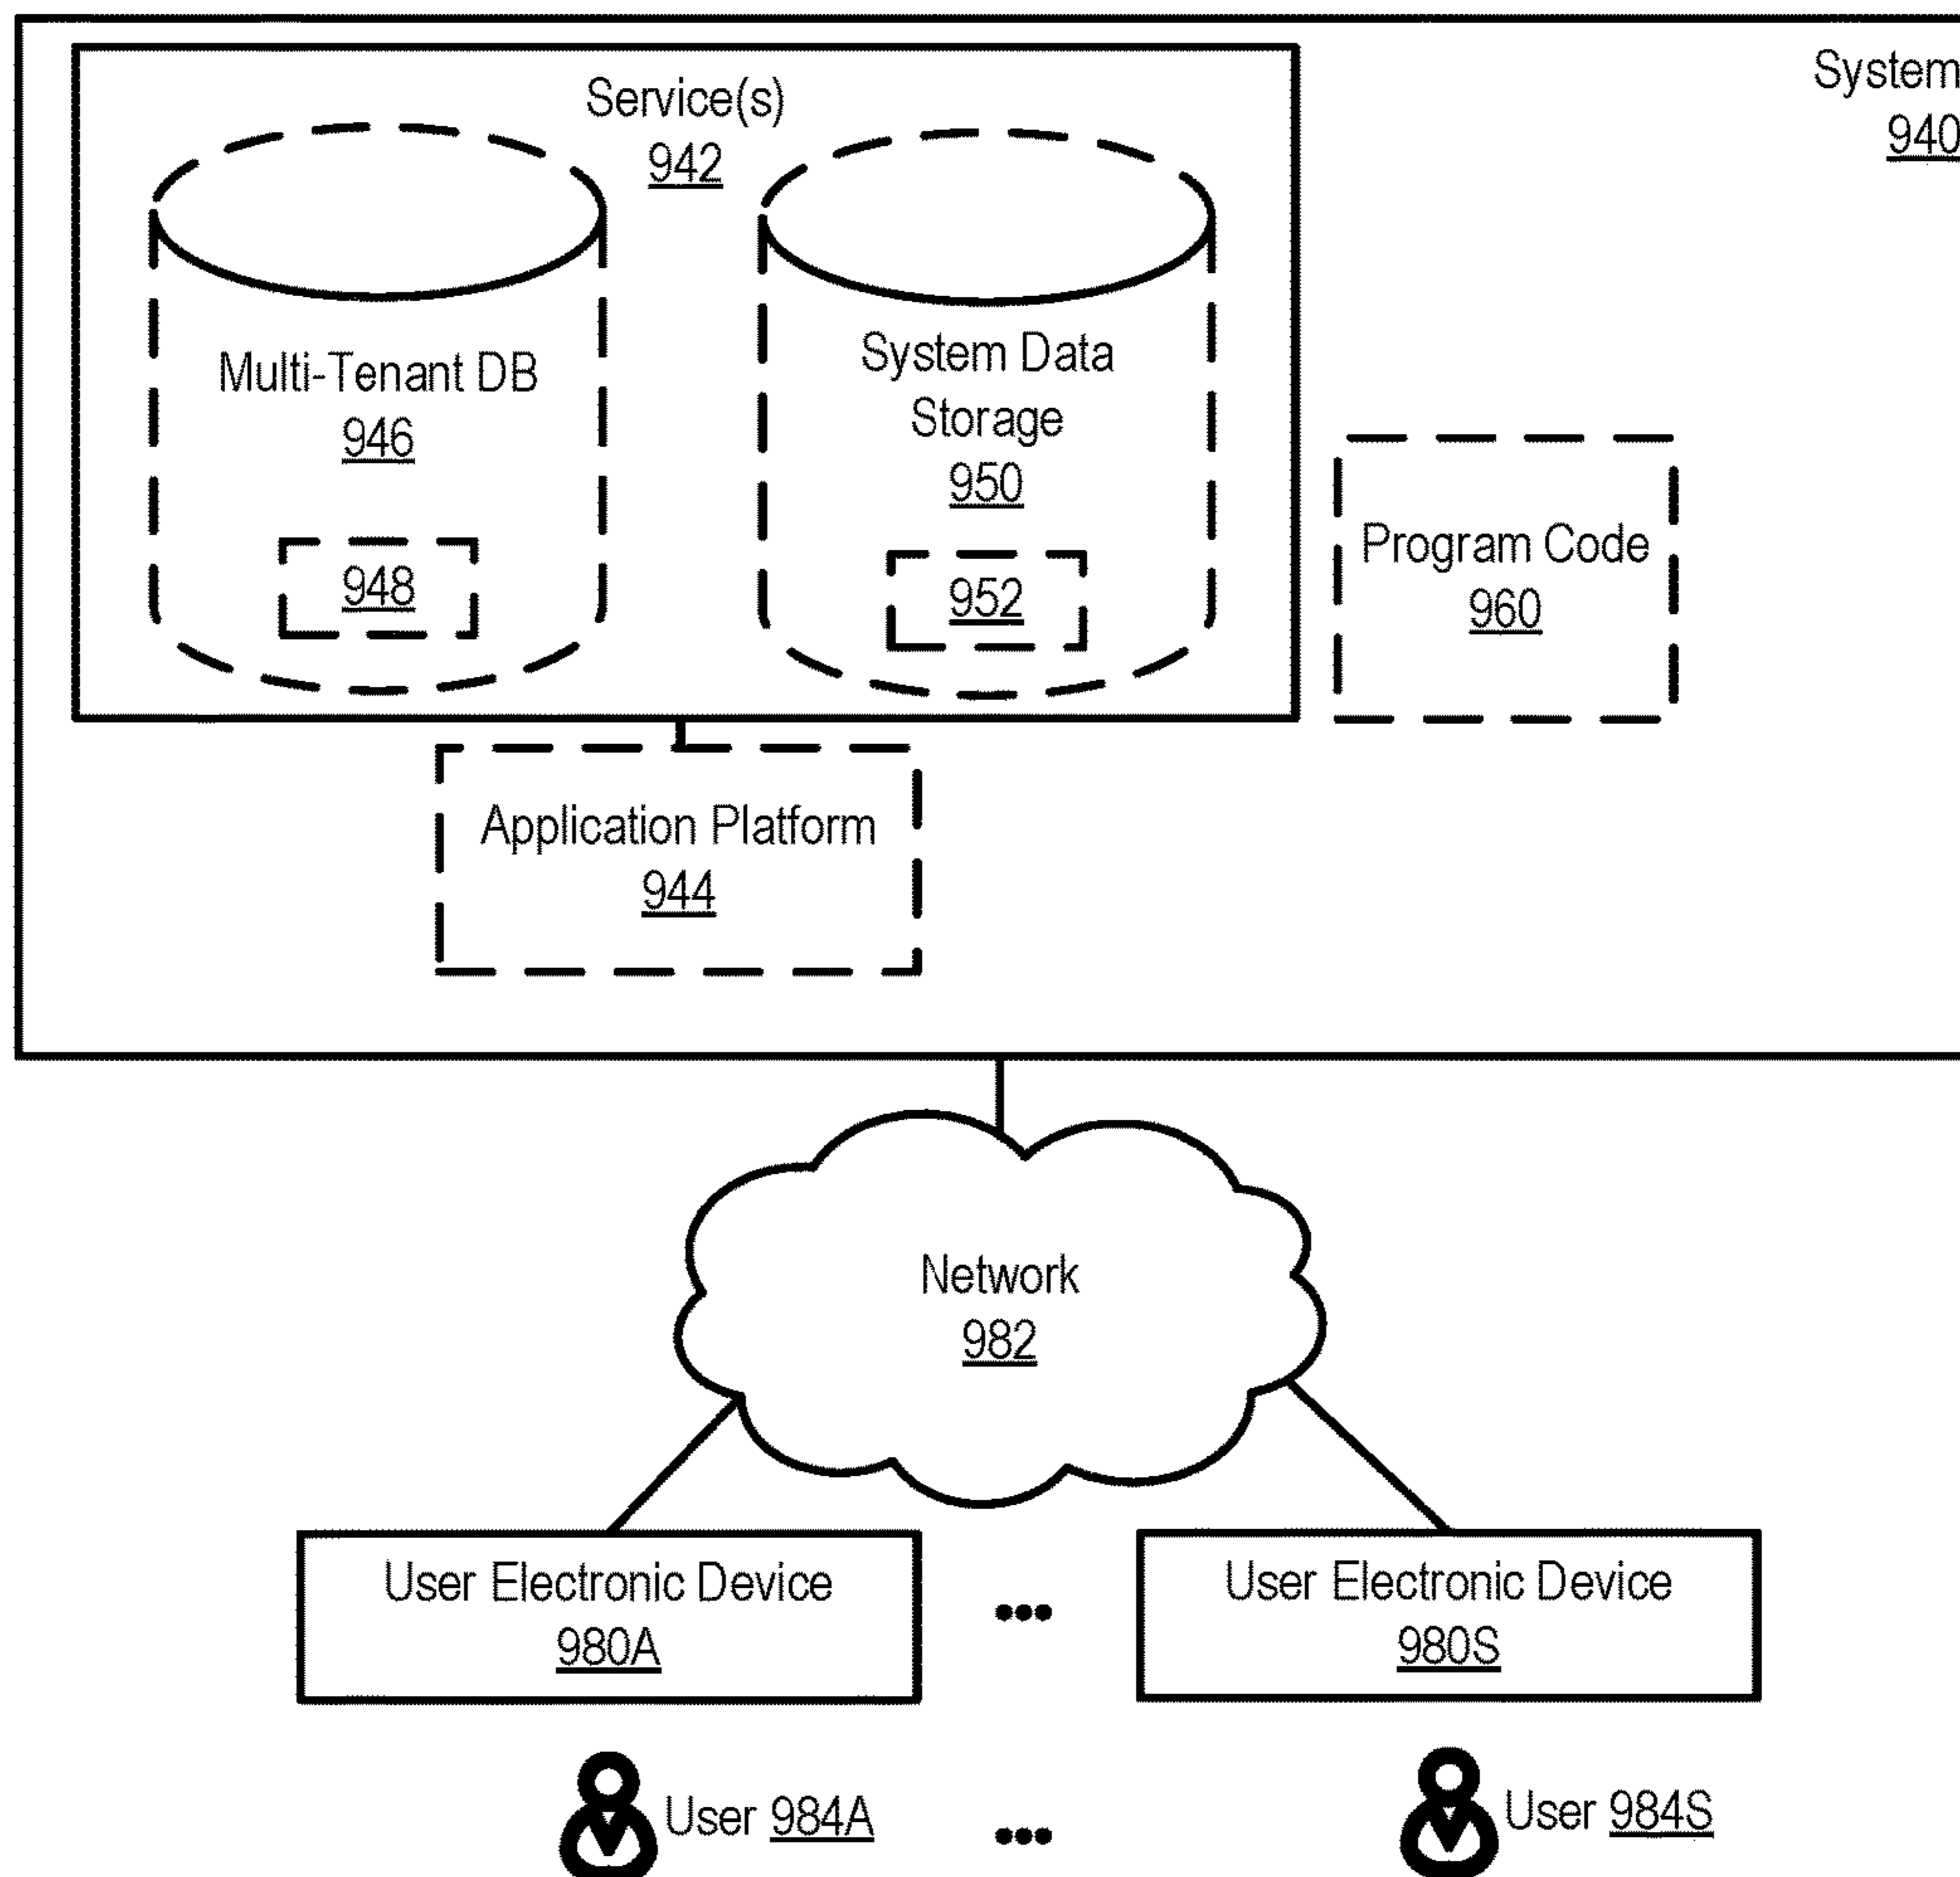 System
940
Service(s)
942
Multi-Tenant DB
946
948
System Data
Storage
950
952
Program Code
960
Application Platform
944
Network
982
User Electronic Device
980A
...
User Electronic Device
980S
User 984A
...
User 984S